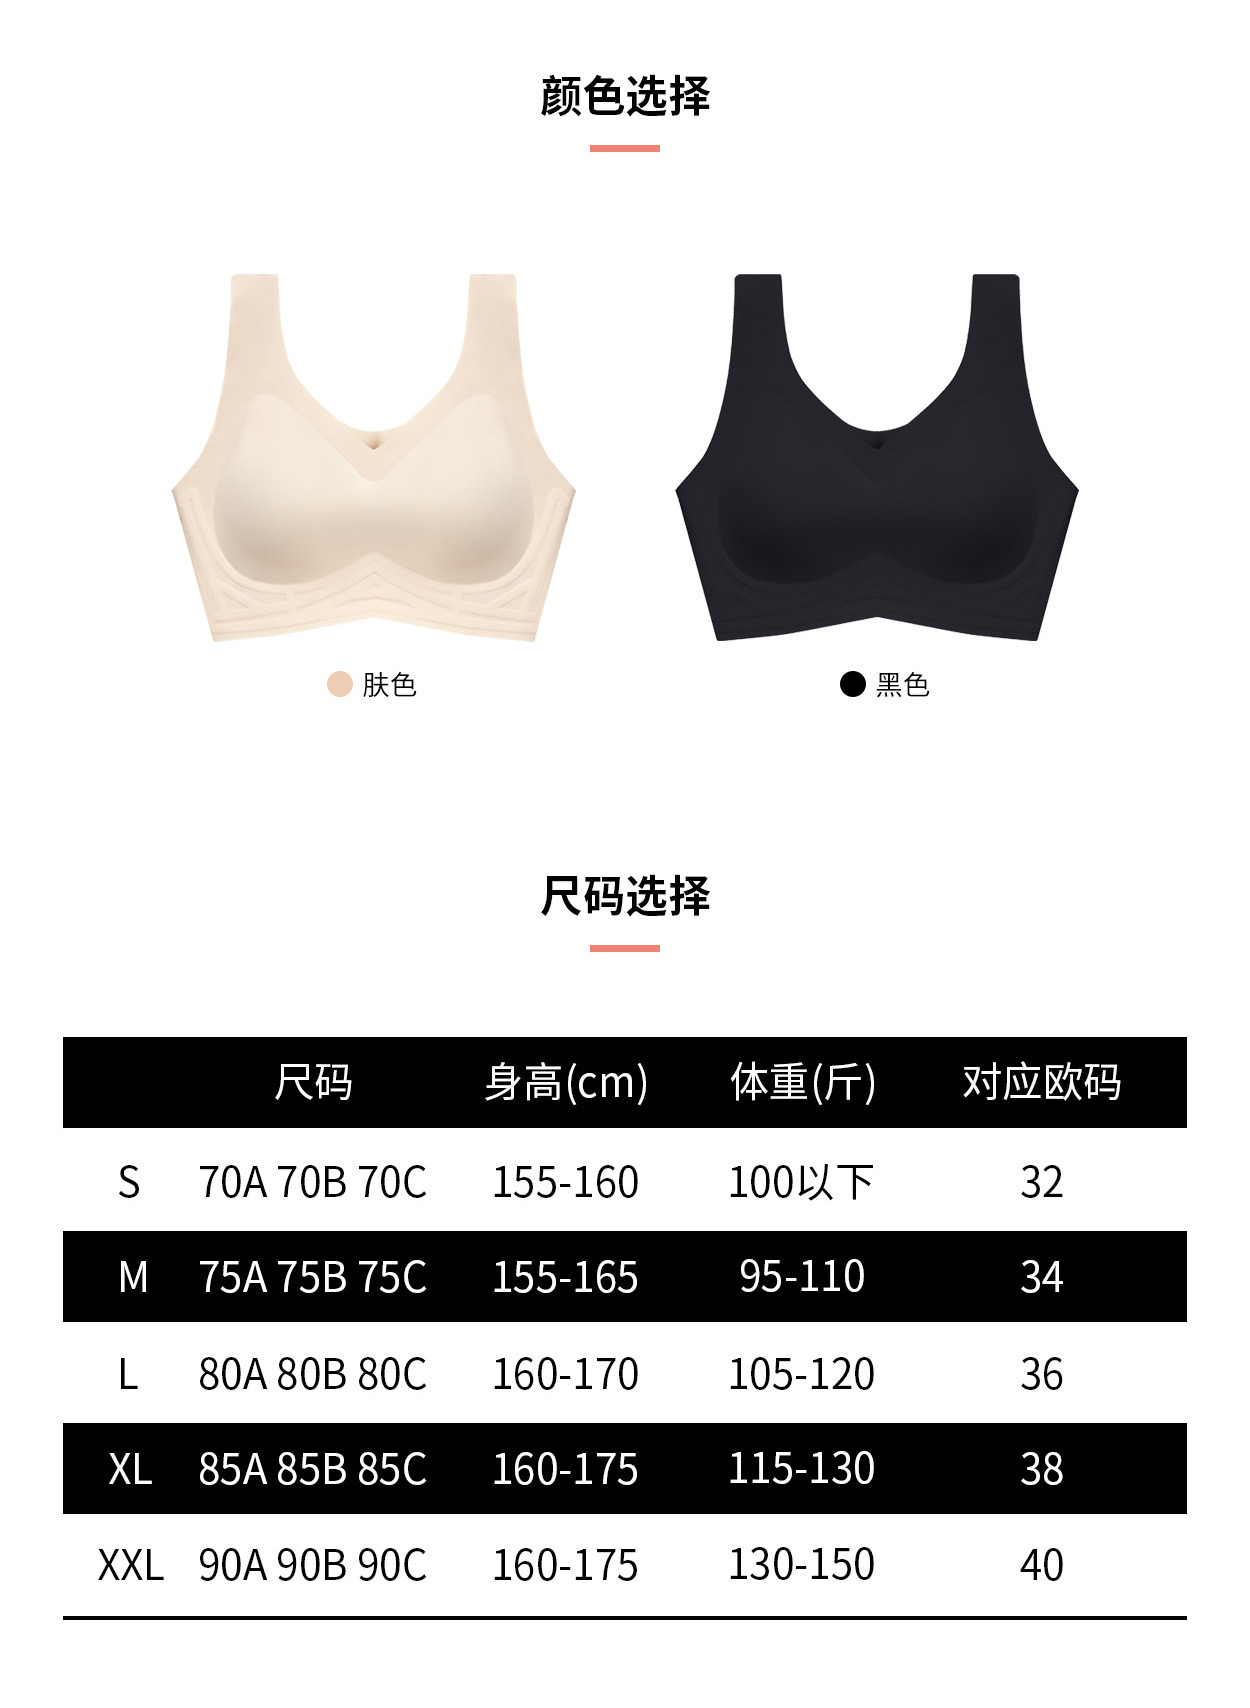 颜色选择
肤色
黑色
尺码选择
尺码 身高(cm) 体重(斤) 对应欧码
S 70A 70B 70C 155-160 100以下 32
M 75A 75B 75C 155-165 95-110 34
L 80A 80B 80C 160-170 105-120 36
XL 85A 85B 85C 160-175 115-130 38
XXL 90A 90B 90C 160-175 130-150 40